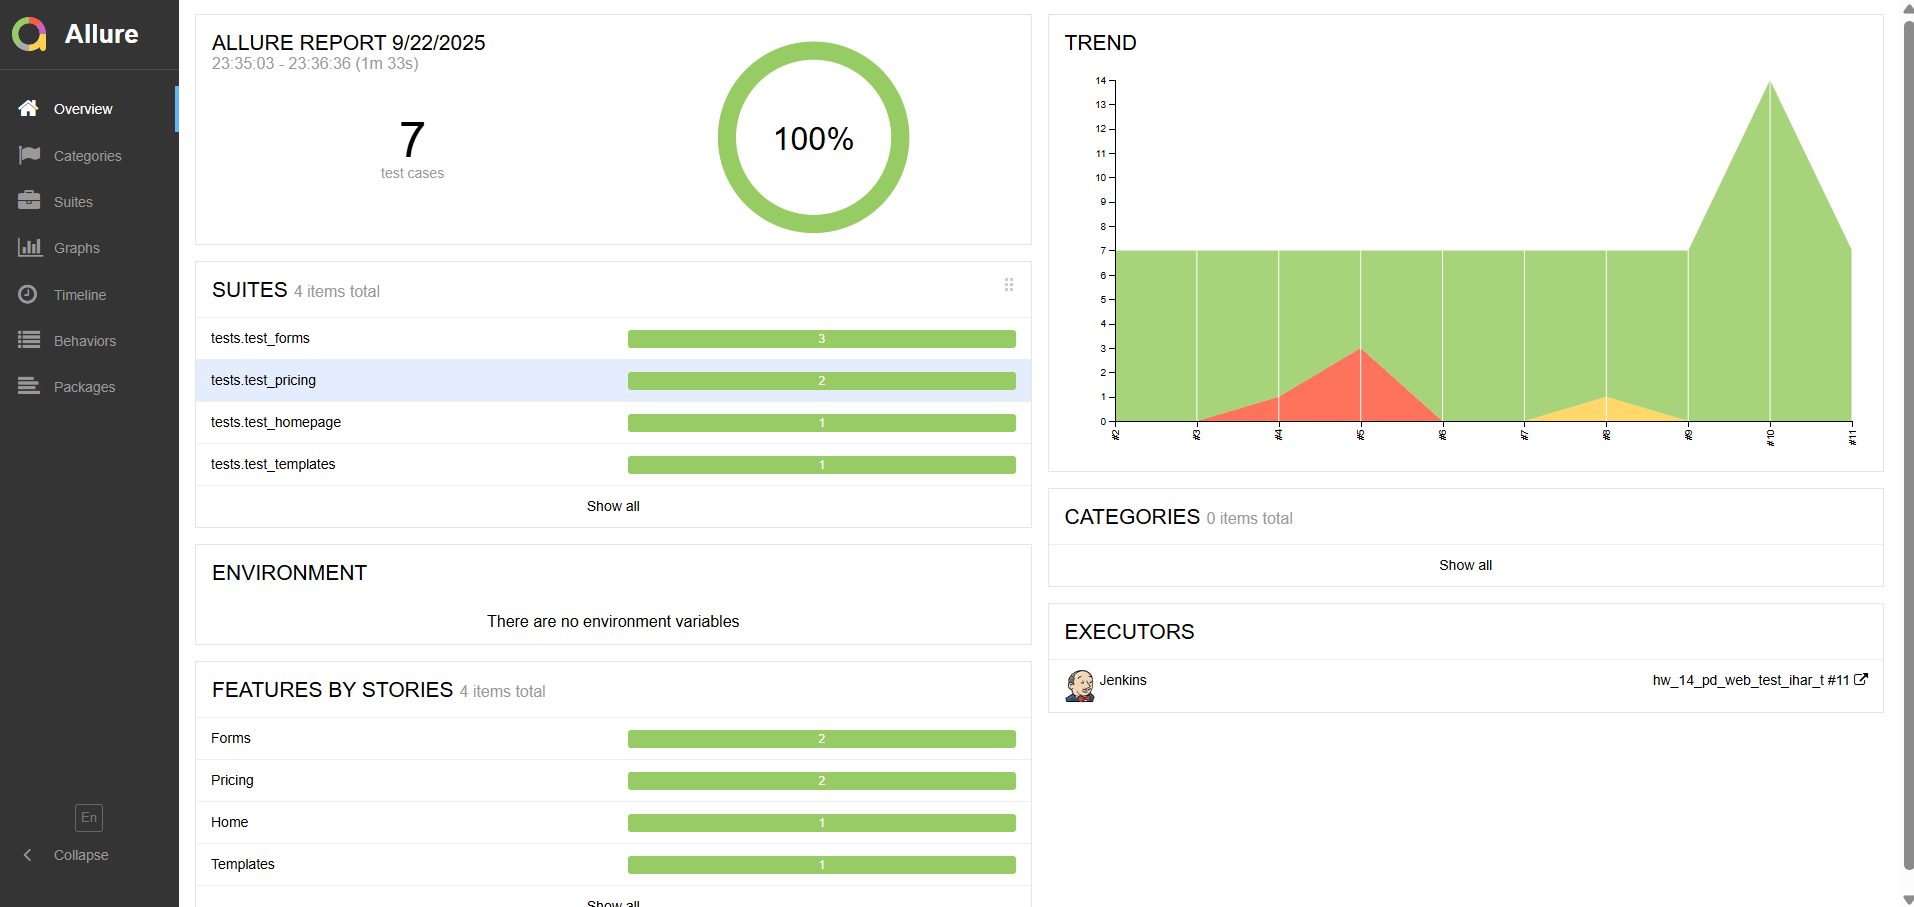 Allure
Overview
Categories
Suites
Graphs
Timeline
Behaviors
Packages
En
Collapse
ALLURE REPORT 9/22/2025
23:35:03 - 23:36:36 (1m 33s)
7
test cases
100%
SUITES 4 items total
tests.test_forms 3
tests.test_pricing 2
tests.test_homepage 1
tests.test_templates 1
Show all
ENVIRONMENT
There are no environment variables
FEATURES BY STORIES 4 items total
Forms 2
Pricing 2
Home 1
Templates 1
Show all
TREND
14
13
12
11
10
9
8
7
6
5
4
3
2
1
0
#2 #3 #4 #5 #6 #7 #8 #9 #10 #11
CATEGORIES 0 items total
Show all
EXECUTORS
Jenkins hw_14_pd_web_test_ihar_t #11